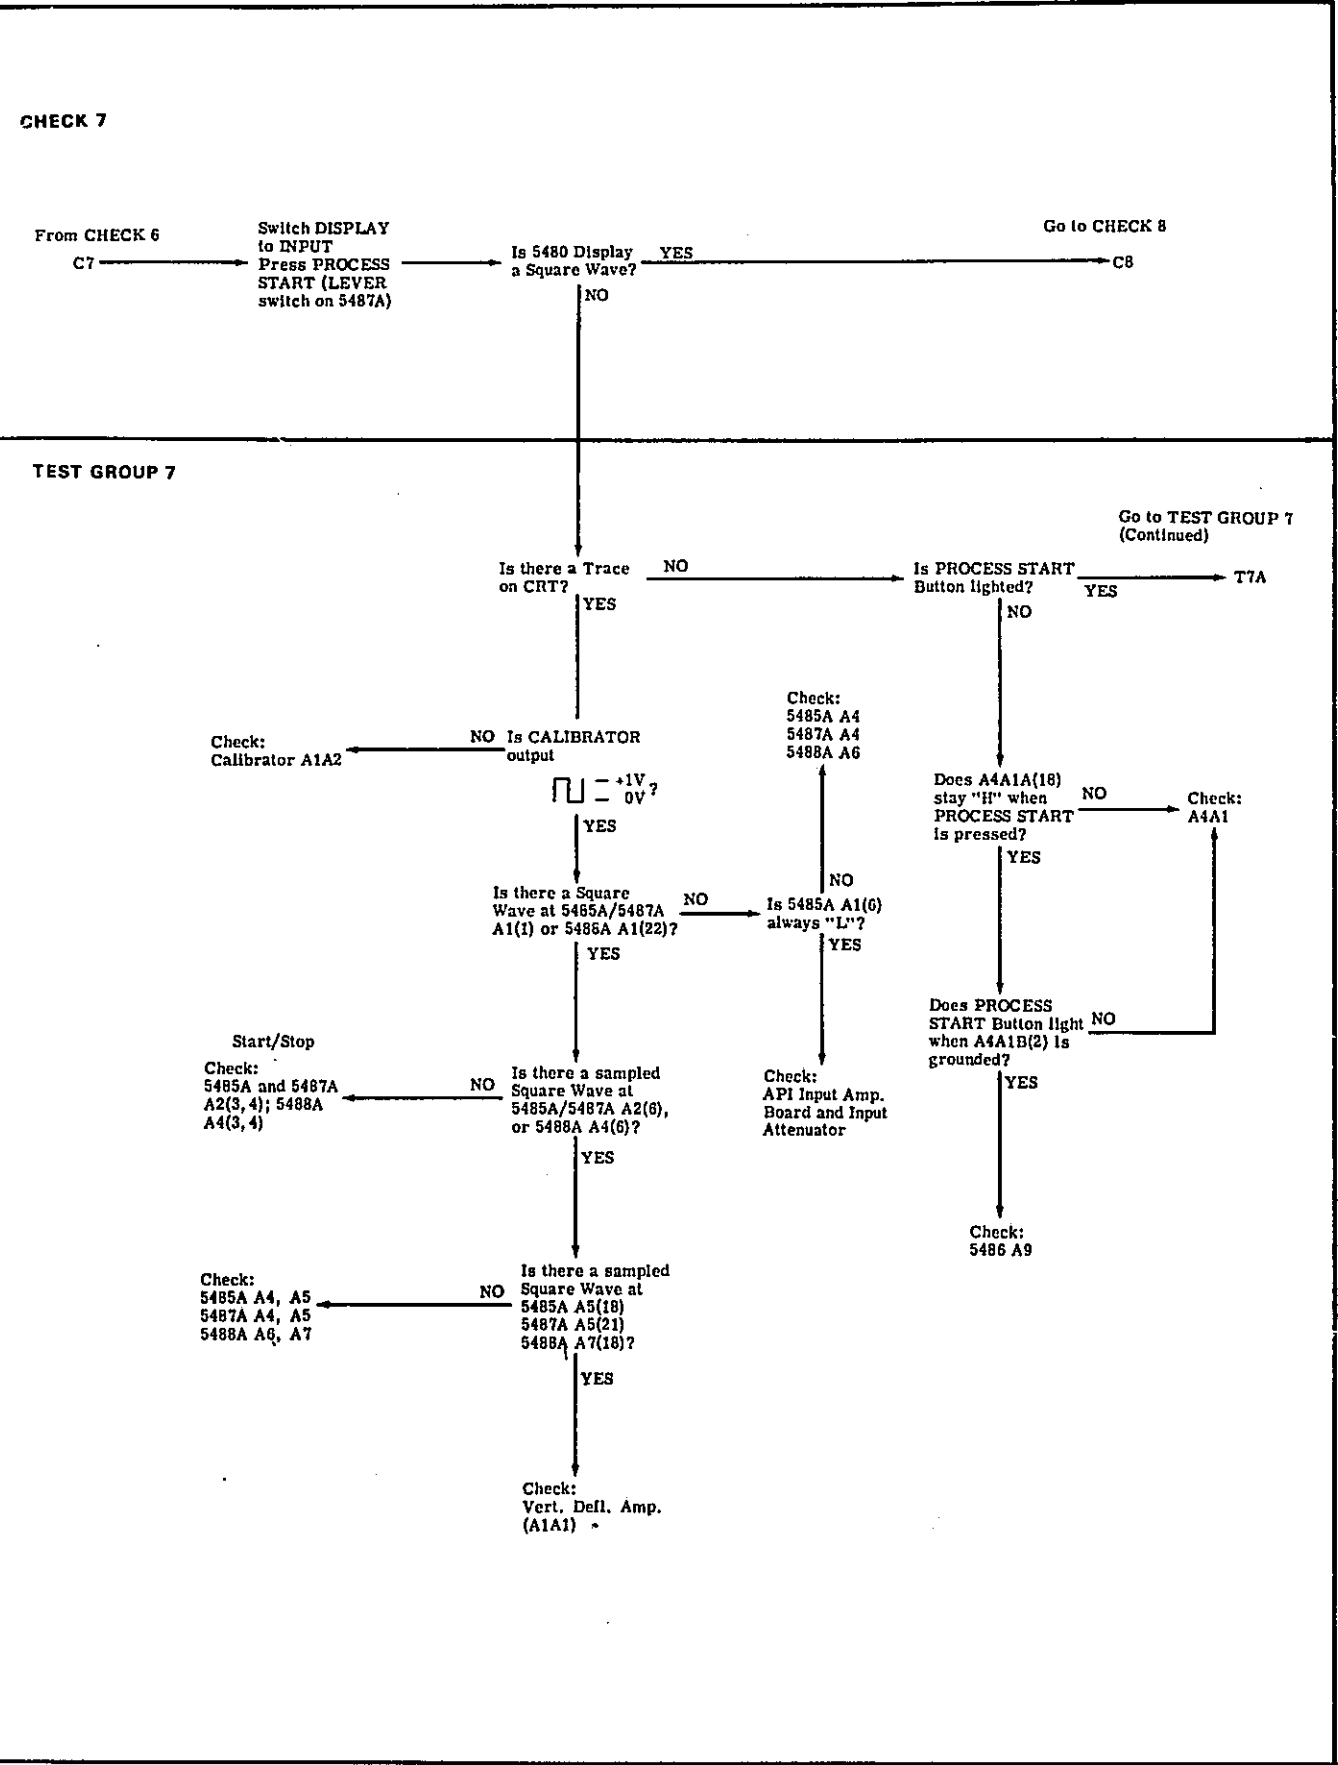 CHECK 7
From CHECK 6
C7
Switch DISPLAY
to INPUT
Press PROCESS
START (LEVER
switch on 5487A)
Is 5480 Display
a Square Wave?
YES
NO
Go to CHECK 8
C8
TEST GROUP 7
Is there a Trace
on CRT?
NO
YES
Is PROCESS START
Button lighted?
YES
NO
Go to TEST GROUP 7
(Continued)
T7A
Is CALIBRATOR
output
+1V
0V
?
NO
YES
Check:
Calibrator A1A2
Is there a Square
Wave at 5485A/5487A
A1(1) or 5488A A1(22)?
NO
YES
Is 5485A A1(6)
always "L"?
NO
YES
Check:
5485A A4
5487A A4
5488A A6
Check:
API Input Amp.
Board and Input
Attenuator
Does A4A1A(18)
stay "H" when
PROCESS START
is pressed?
NO
YES
Check:
A4A1
Does PROCESS
START Button light
when A4A1B(2) is
grounded?
NO
YES
Check:
5486 A9
Is there a sampled
Square Wave at
5485A/5487A A2(6),
or 5488A A4(6)?
NO
YES
Start/Stop
Check:
5485A and 5487A
A2(3,4); 5488A
A4(3,4)
Is there a sampled
Square Wave at
5485A A5(18)
5487A A5(21)
5488A A7(18)?
NO
YES
Check:
5485A A4, A5
5487A A4, A5
5488A A6, A7
Check:
Vert. Defl. Amp.
(A1A1)